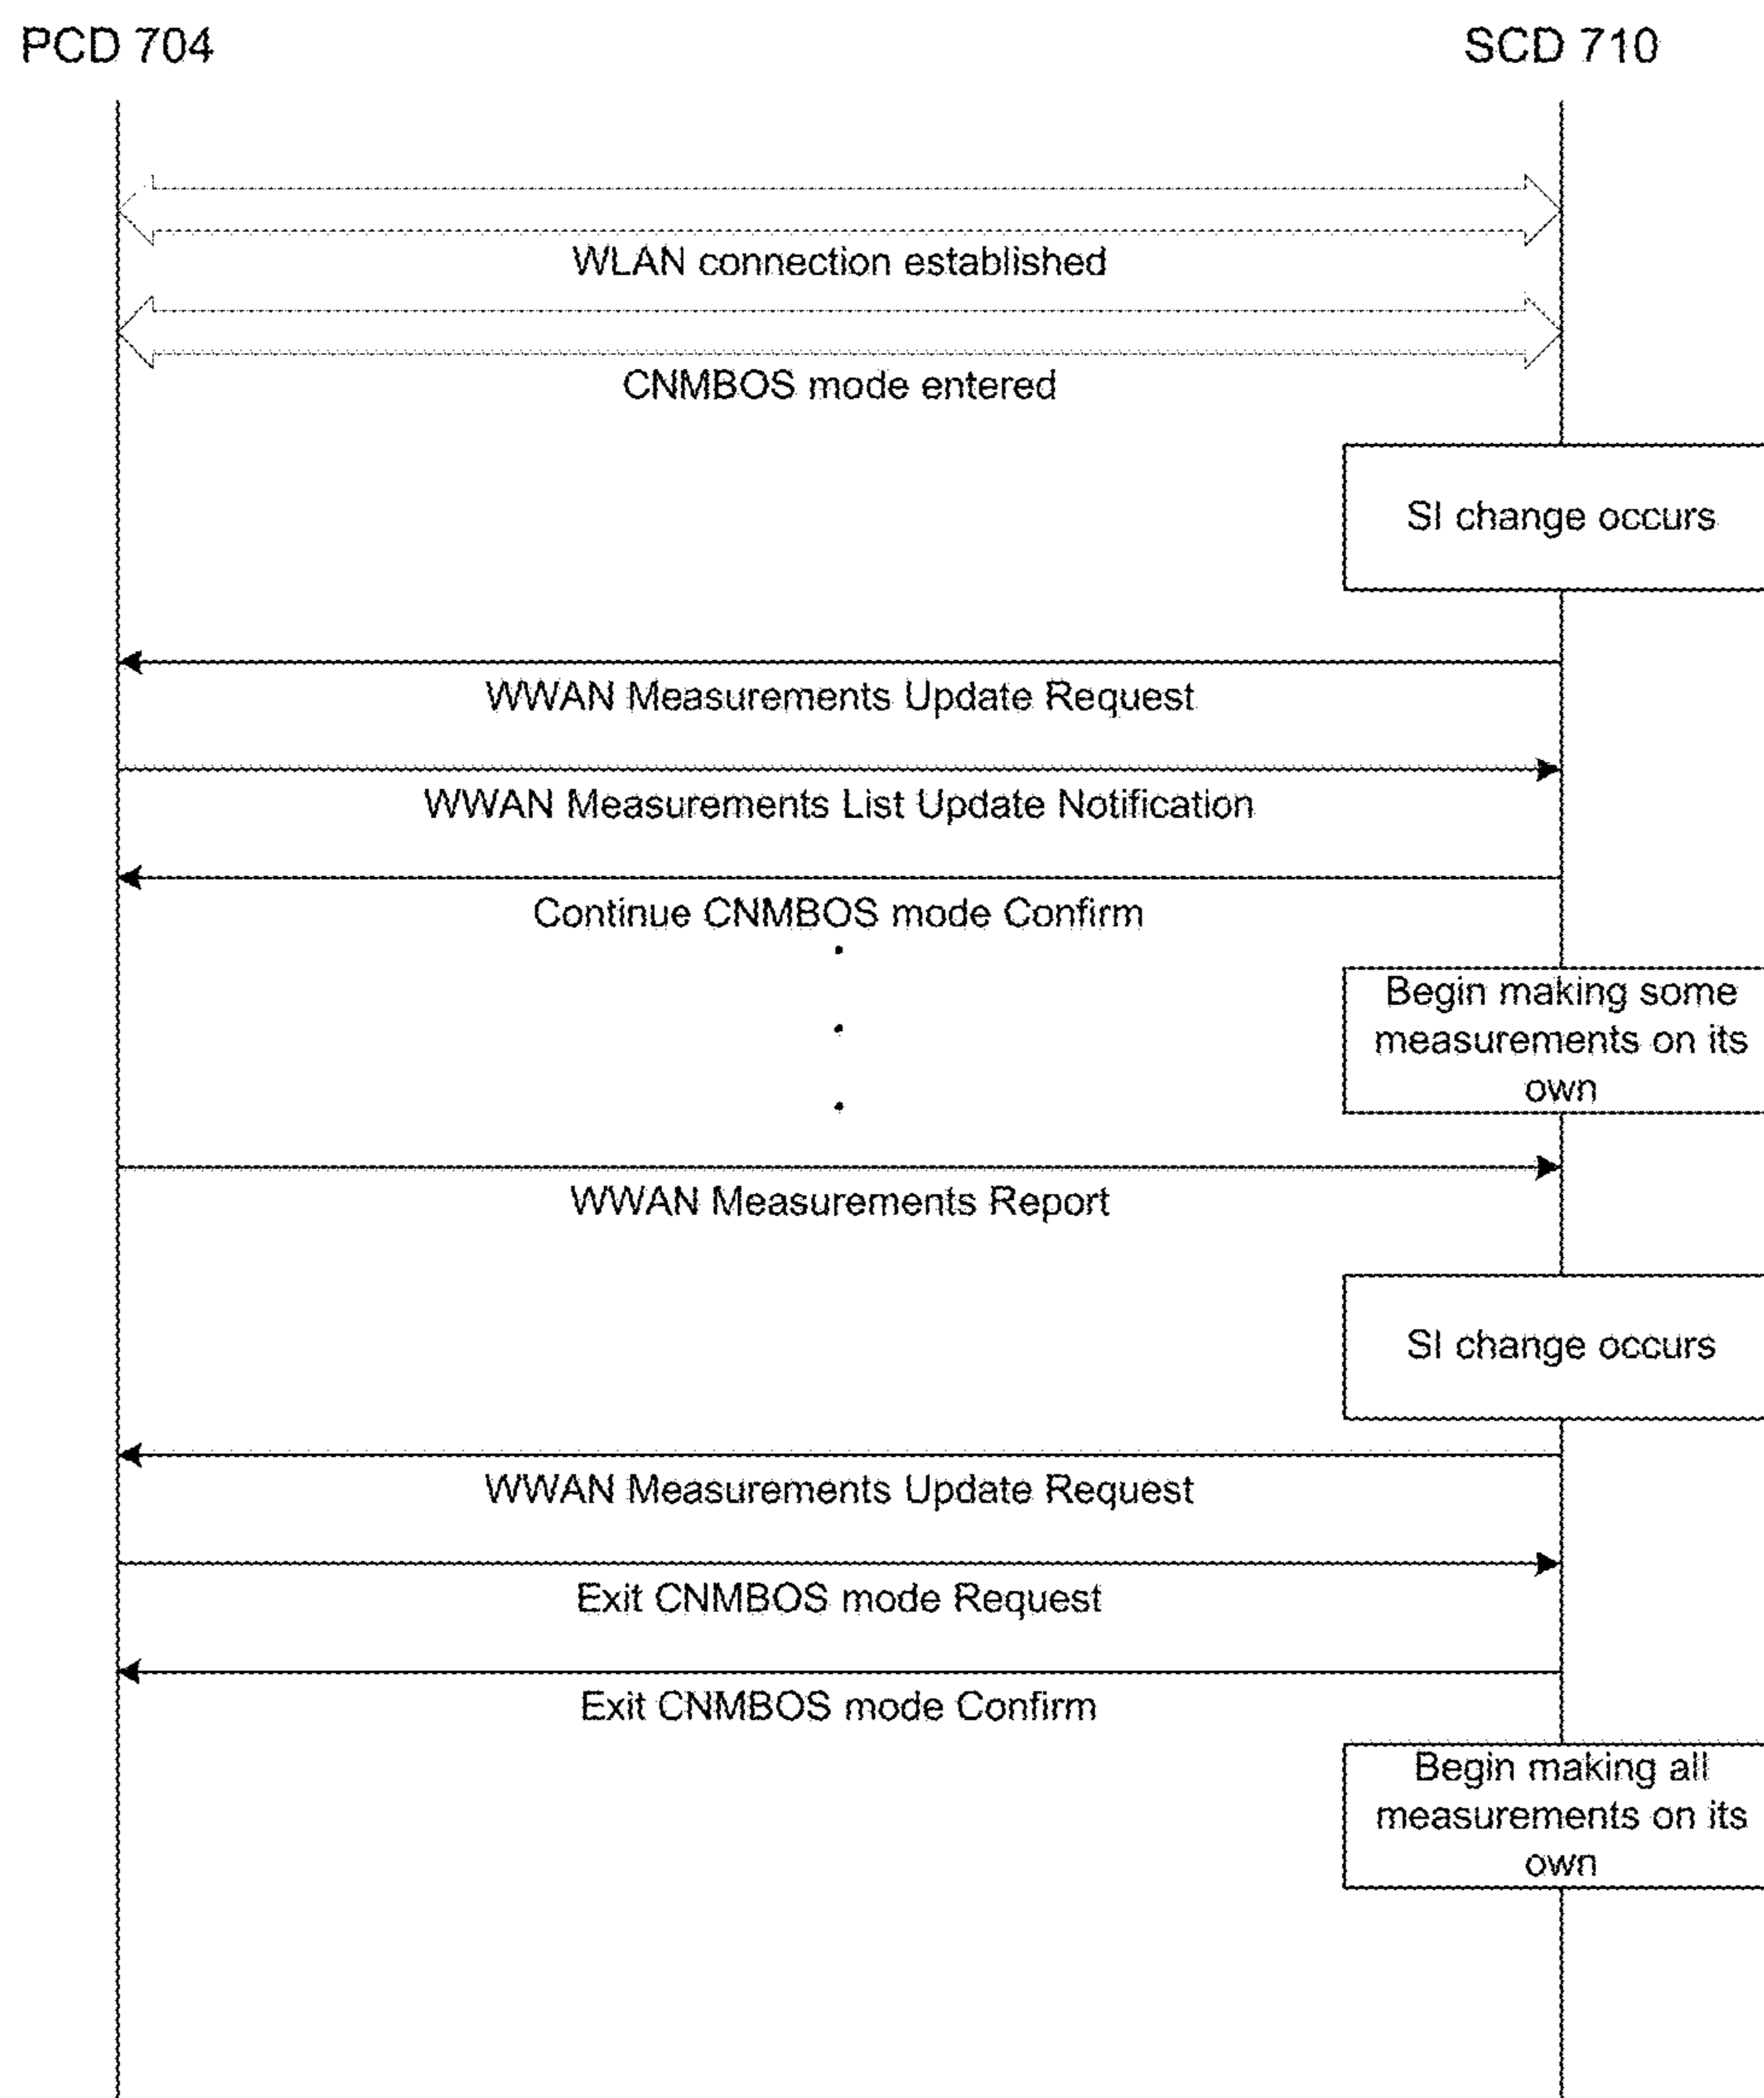 PCD 704
SCD 710
WLAN connection established
CNMBOS mode entered
SI change occurs
WWAN Measurements Update Request
WWAN Measurements List Update Notification
Continue CNMBOS mode Confirm
Begin making some
measurements on its
own
WWAN Measurements Report
SI change occurs
WWAN Measurements Update Request
Exit CNMBOS mode Request
Exit CNMBOS mode Confirm
Begin making all
measurements on its
own